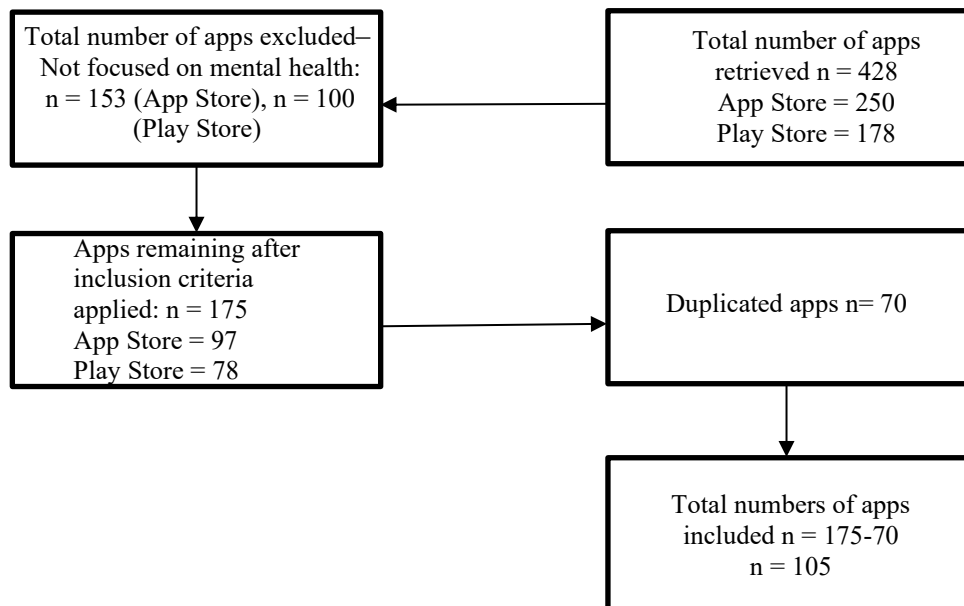 Total number of apps
retrieved n = 428
App Store = 250
Play Store = 178
Total number of apps excluded–
Not focused on mental health:
n = 153 (App Store), n = 100
(Play Store)
Apps remaining after
inclusion criteria
applied: n = 175
App Store = 97
Play Store = 78
Duplicated apps n= 70
Total numbers of apps
included n = 175-70
n = 105